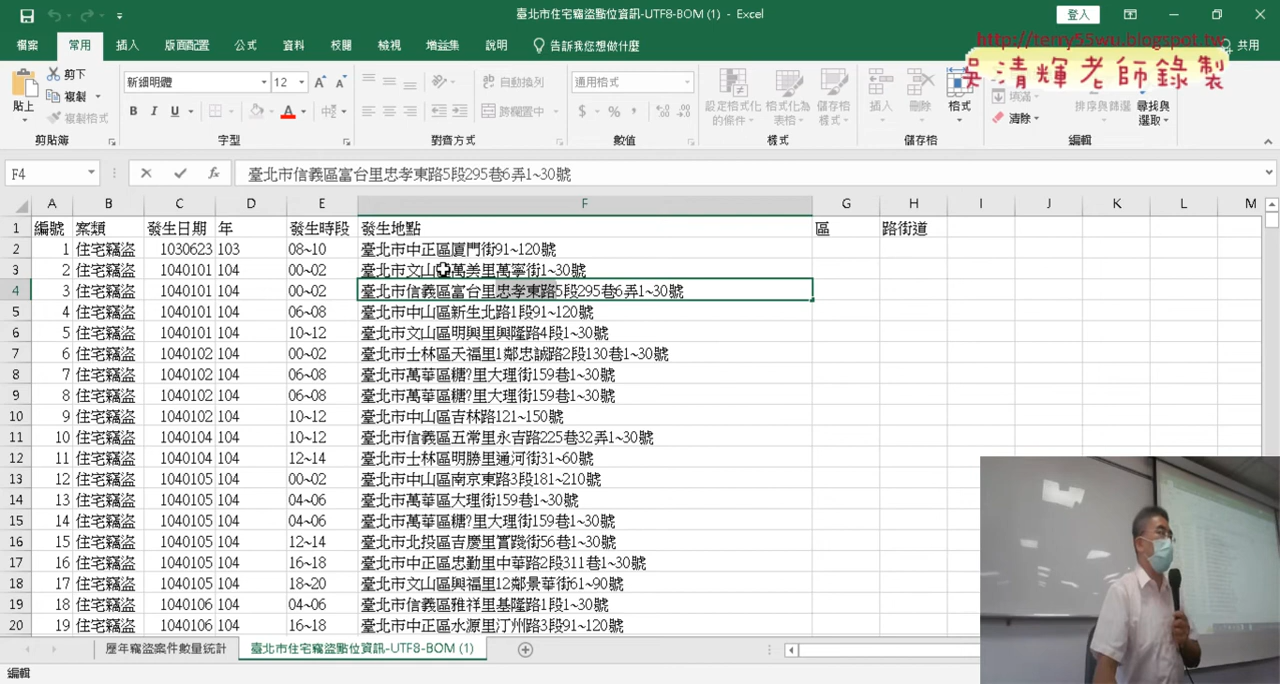 臺北市住宅竊盜點位資訊-UTF8-BOM (1) - Excel
登入
檔案 常用 插入 版面配置 公式 資料 校閱 檢視 增益集 說明 告訴我您想做什麼 共用
http://terry55wu.blogspot.tw
吳清輝老師錄製
貼上 剪下 複製 複製格式
新細明體 12
B I U A 中
自動換列
跨欄置中
通用格式
$ % ,
設定格式化的條件 格式化為表格 儲存格樣式
插入 刪除 格式
填滿 清除 排序與篩選 尋找與選取
剪貼簿 字型 對齊方式 數值 樣式 儲存格 編輯
F4 fx 臺北市信義區富台里忠孝東路5段295巷6弄1~30號
A B C D E F G H I J K L M
1 編號 案類 發生日期 年 發生時段 發生地點 區 路街道
2 1 住宅竊盜 1030623 103 08~10 臺北市中正區廈門街91~120號
3 2 住宅竊盜 1040101 104 00~02 臺北市文山萬美里萬寧街1~30號
4 3 住宅竊盜 1040101 104 00~02 臺北市信義區富台里忠孝東路5段295巷6弄1~30號
5 4 住宅竊盜 1040101 104 06~08 臺北市中山區新生北路1段91~120號
6 5 住宅竊盜 1040101 104 10~12 臺北市文山區明興里興隆路4段1~30號
7 6 住宅竊盜 1040102 104 00~02 臺北市士林區天福里1鄰忠誠路2段130巷1~30號
8 7 住宅竊盜 1040102 104 06~08 臺北市萬華區糖?里大理街159巷1~30號
9 8 住宅竊盜 1040102 104 06~08 臺北市萬華區糖?里大理街159巷1~30號
10 9 住宅竊盜 1040102 104 10~12 臺北市中山區吉林路121~150號
11 10 住宅竊盜 1040104 104 10~12 臺北市信義區五常里永吉路225巷32弄1~30號
12 11 住宅竊盜 1040104 104 12~14 臺北市士林區明勝里通河街31~60號
13 12 住宅竊盜 1040105 104 00~02 臺北市中山區南京東路3段181~210號
14 13 住宅竊盜 1040105 104 04~06 臺北市萬華區大理街159巷1~30號
15 14 住宅竊盜 1040105 104 04~06 臺北市萬華區糖?里大理街159巷1~30號
16 15 住宅竊盜 1040105 104 12~14 臺北市北投區吉慶里實踐街56巷1~30號
17 16 住宅竊盜 1040105 104 16~18 臺北市中正區忠勤里中華路2段311巷1~30號
18 17 住宅竊盜 1040105 104 18~20 臺北市文山區興福里12鄰景華街61~90號
19 18 住宅竊盜 1040106 104 04~06 臺北市信義區雅祥里基隆路1段1~30號
20 19 住宅竊盜 1040106 104 16~18 臺北市中正區水源里汀州路3段91~120號
歷年竊盜案件數量統計 臺北市住宅竊盜點位資訊-UTF8-BOM (1)
編輯